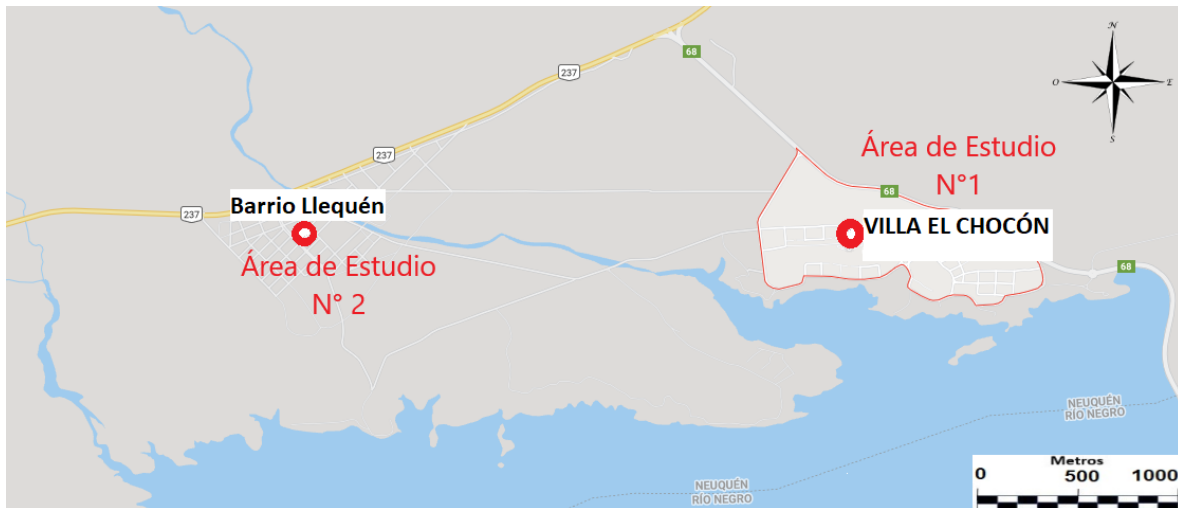 N
O
E
S
68
237
237
237
Área de Estudio
N°1
68
Barrio Llequén
VILLA EL CHOCÓN
Área de Estudio
N° 2
68
NEUQUÉN
RÍO NEGRO
NEUQUÉN
RÍO NEGRO
Metros
0 500 1000